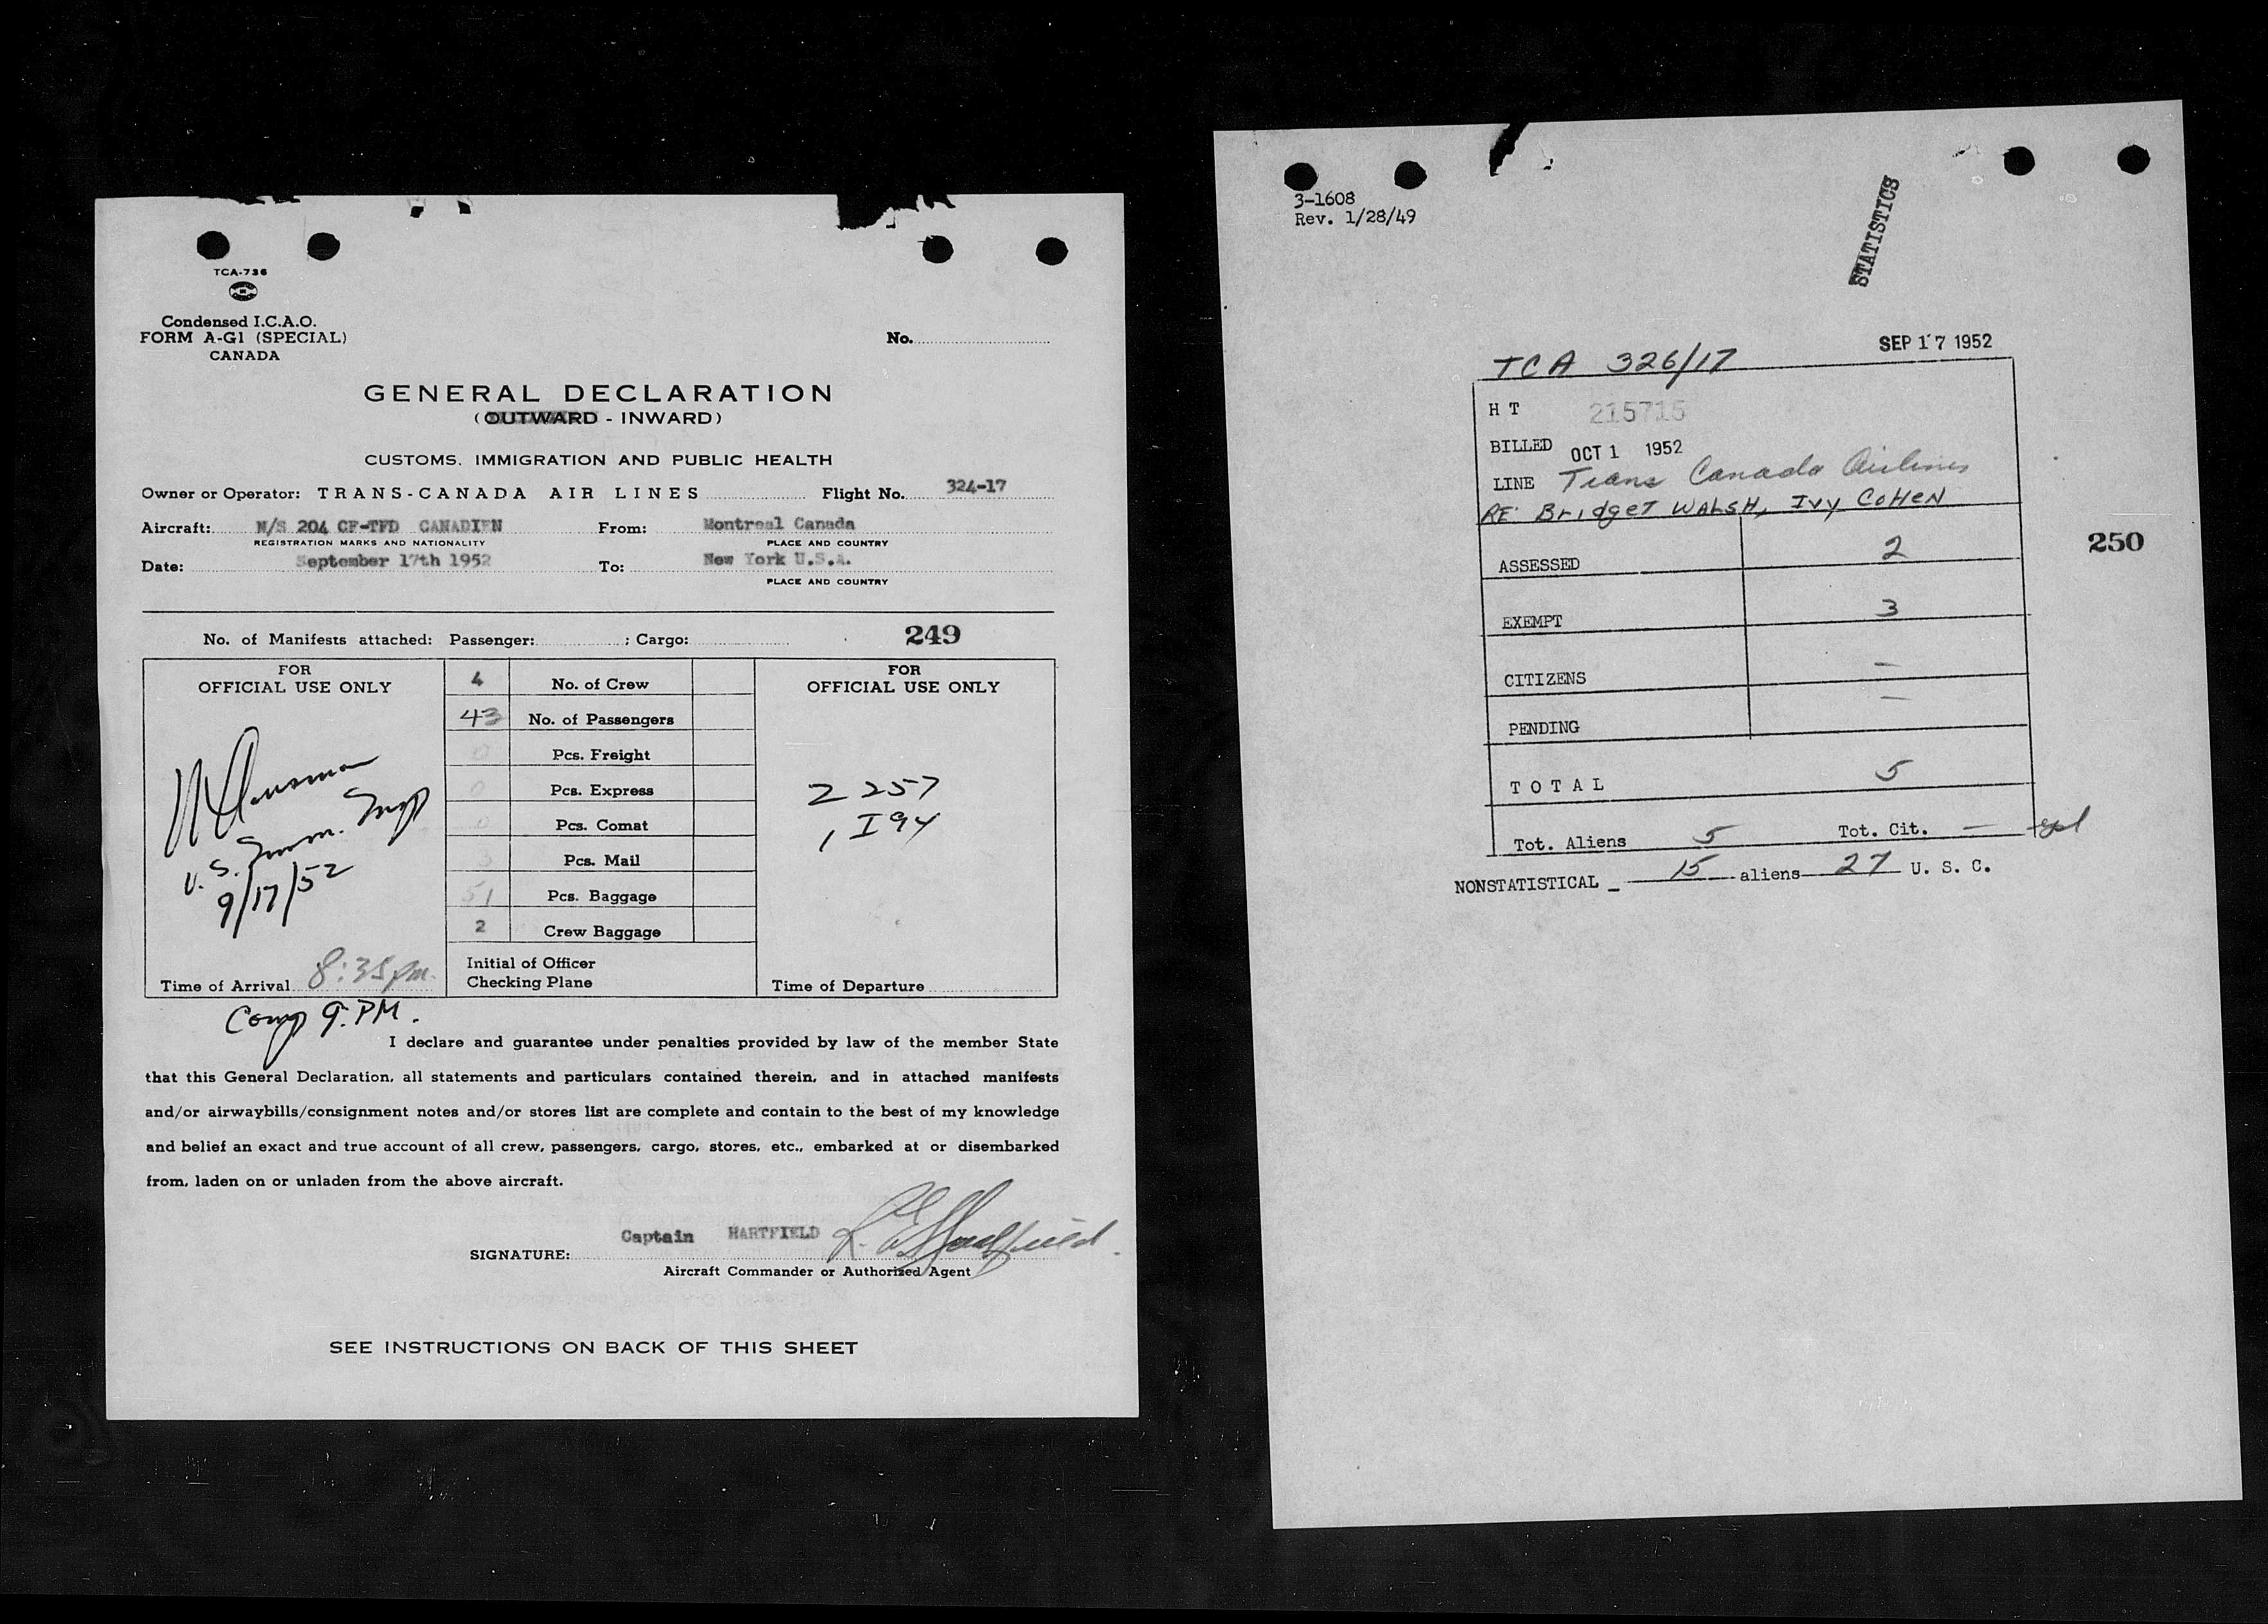 TCA-736
Condensed I.C.A.O.
FORM A-G1 (SPECIAL)
CANADA
No.
GENERAL DECLARATION
(OUTWARD - INWARD)
CUSTOMS, IMMIGRATION AND PUBLIC HEALTH
Owner or Operator: TRANS-CANADA AIR LINES Flight No. 324-17
Aircraft: M/S 204 CF-TFD CANADIEN From: Montreal Canada
REGISTRATION MARKS AND NATIONALITY PLACE AND COUNTRY
Date: September 17th 1952 To: New York U.S.A.
PLACE AND COUNTRY
No. of Manifests attached: Passenger: ; Cargo: 249
FOR
OFFICIAL USE ONLY
U. S. Imm. Insp
9/17/52
Time of Arrival 8:35 pm.
Comp 9. PM.
4 No. of Crew
43 No. of Passengers
0 Pcs. Freight
0 Pcs. Express
0 Pcs. Comat
3 Pcs. Mail
51 Pcs. Baggage
2 Crew Baggage
Initial of Officer
Checking Plane
FOR
OFFICIAL USE ONLY
2 257
1 I94
Time of Departure
I declare and guarantee under penalties provided by law of the member State
that this General Declaration, all statements and particulars contained therein, and in attached manifests
and/or airwaybills/consignment notes and/or stores list are complete and contain to the best of my knowledge
and belief an exact and true account of all crew, passengers, cargo, stores, etc., embarked at or disembarked
from, laden on or unladen from the above aircraft.
Captain HARTFIELD
SIGNATURE:
Aircraft Commander or Authorized Agent
SEE INSTRUCTIONS ON BACK OF THIS SHEET
3-1608
Rev. 1/28/49
STATISTICS
SEP 17 1952
TCA 326/17
H T 215715
BILLED OCT 1 1952
LINE Trans Canada Airlines
RE: Bridget WALSH, Ivy COHEN
250
ASSESSED 2
EXEMPT 3
CITIZENS —
PENDING —
T O T A L 5
Tot. Aliens 5 Tot. Cit. —
NONSTATISTICAL - 15 aliens 27 U. S. C.